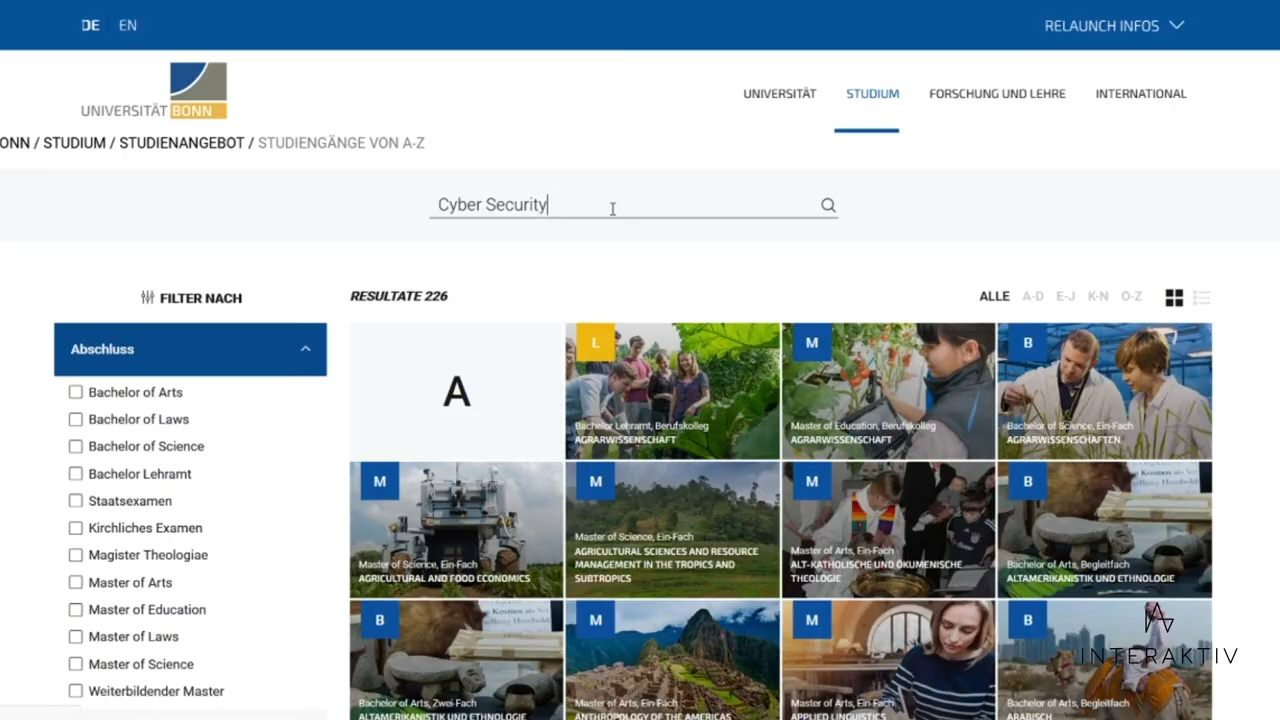 DE EN
RELAUNCH INFOS
UNIVERSITÄT BONN
UNIVERSITÄT STUDIUM FORSCHUNG UND LEHRE INTERNATIONAL
ONN / STUDIUM / STUDIENANGEBOT / STUDIENGÄNGE VON A-Z
Cyber Security
FILTER NACH
RESULTATE 226
ALLE A-D E-J K-N O-Z
Abschluss
Bachelor of Arts
Bachelor of Laws
Bachelor of Science
Bachelor Lehramt
Staatsexamen
Kirchliches Examen
Magister Theologiae
Master of Arts
Master of Education
Master of Laws
Master of Science
Weiterbildender Master
A
L
Bachelor Lehramt, Berufskolleg
AGRARWISSENSCHAFT
M
Master of Education, Berufskolleg
AGRARWISSENSCHAFT
B
Bachelor of Science, Ein-Fach
AGRARWISSENSCHAFTEN
M
Master of Science, Ein-Fach
AGRICULTURAL AND FOOD ECONOMICS
M
Master of Science, Ein-Fach
AGRICULTURAL SCIENCES AND RESOURCE
MANAGEMENT IN THE TROPICS AND
SUBTROPICS
M
Master of Arts, Ein-Fach
ALT-KATHOLISCHE UND ÖKUMENISCHE
THEOLOGIE
B
Bachelor of Arts, Begleitfach
ALTAMERIKANISTIK UND ETHNOLOGIE
B
Bachelor of Arts, Zwei-Fach
ALTAMERIKANISTIK UND ETHNOLOGIE
M
Master of Arts, Ein-Fach
ANTHROPOLOGY OF THE AMERICAS
M
Master of Arts, Ein-Fach
APPLIED LINGUISTICS
B
Bachelor of Arts, Begleitfach
ARABISCH
INTERAKTIV